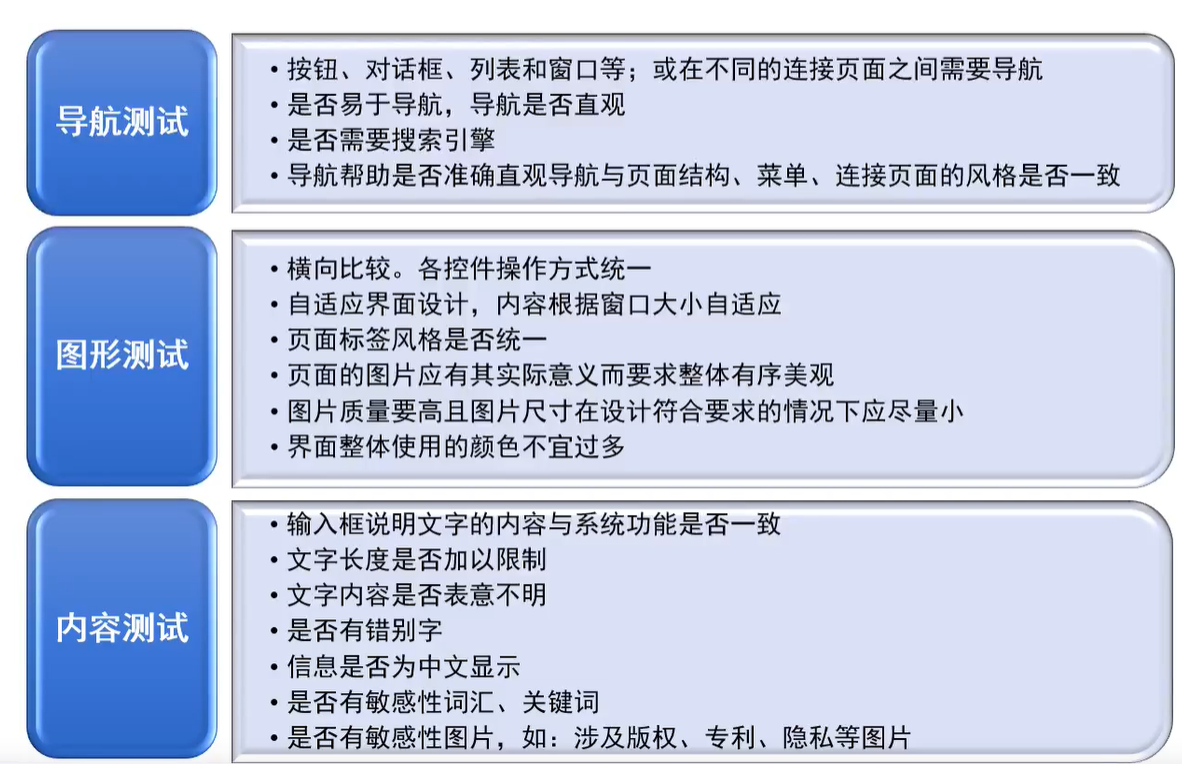 导航测试
• 按钮、对话框、列表和窗口等；或在不同的连接页面之间需要导航
• 是否易于导航，导航是否直观
• 是否需要搜索引擎
• 导航帮助是否准确直观导航与页面结构、菜单、连接页面的风格是否一致
图形测试
• 横向比较。各控件操作方式统一
• 自适应界面设计，内容根据窗口大小自适应
• 页面标签风格是否统一
• 页面的图片应有其实际意义而要求整体有序美观
• 图片质量要高且图片尺寸在设计符合要求的情况下应尽量小
• 界面整体使用的颜色不宜过多
内容测试
• 输入框说明文字的内容与系统功能是否一致
• 文字长度是否加以限制
• 文字内容是否表意不明
• 是否有错别字
• 信息是否为中文显示
• 是否有敏感性词汇、关键词
• 是否有敏感性图片，如：涉及版权、专利、隐私等图片